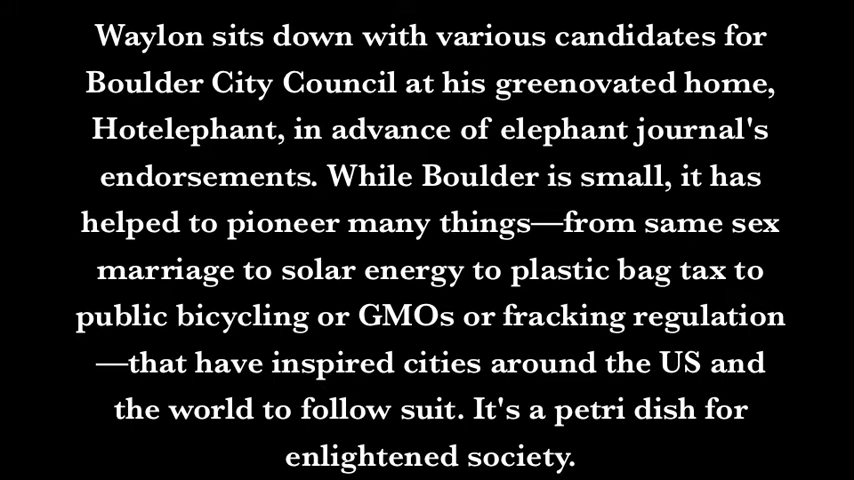 Waylon sits down with various candidates for
Boulder City Council at his greenovated home,
Hotelephant, in advance of elephant journal's
endorsements. While Boulder is small, it has
helped to pioneer many things—from same sex
marriage to solar energy to plastic bag tax to
public bicycling or GMOs or fracking regulation
—that have inspired cities around the US and
the world to follow suit. It's a petri dish for
enlightened society.